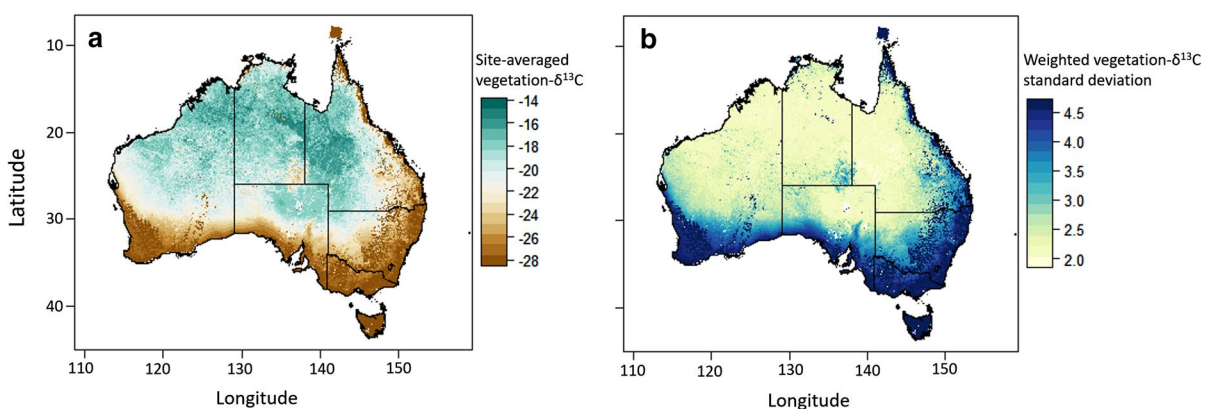 a
b
Site-averaged
vegetation-δ¹³C
-14
-16
-18
-20
-22
-24
-26
-28
Weighted vegetation-δ¹³C
standard deviation
4.5
4.0
3.5
3.0
2.5
2.0
Latitude
10
20
30
40
110 120 130 140 150
Longitude
110 120 130 140 150
Longitude